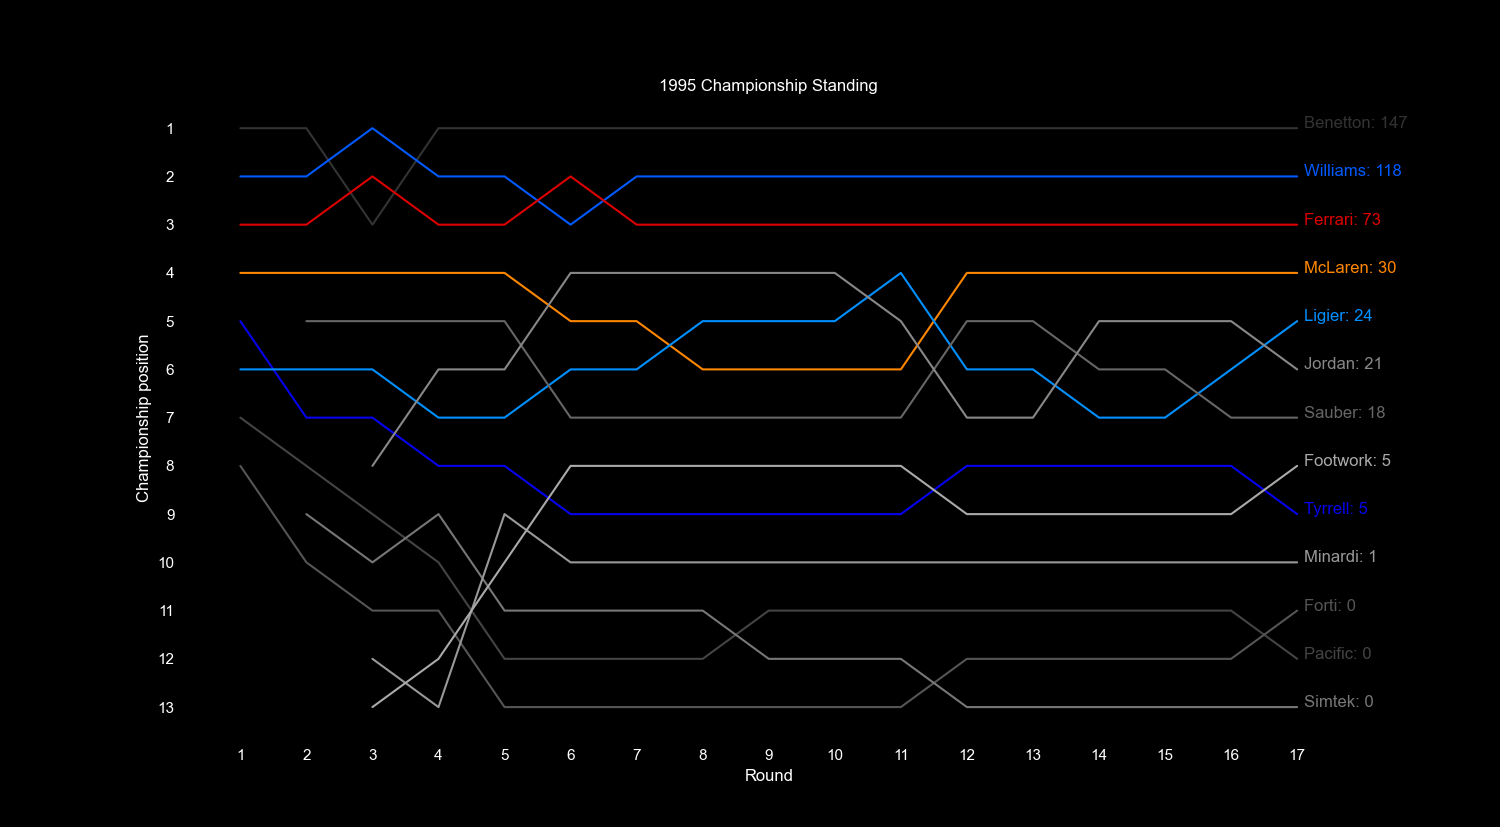 1995 Championship Standing
Championship position
1
2
3
4
5
6
7
8
9
10
11
12
13
Benetton: 147
Williams: 118
Ferrari: 73
McLaren: 30
Ligier: 24
Jordan: 21
Sauber: 18
Footwork: 5
Tyrrell: 5
Minardi: 1
Forti: 0
Pacific: 0
Simtek: 0
1 2 3 4 5 6 7 8 9 10 11 12 13 14 15 16 17
Round